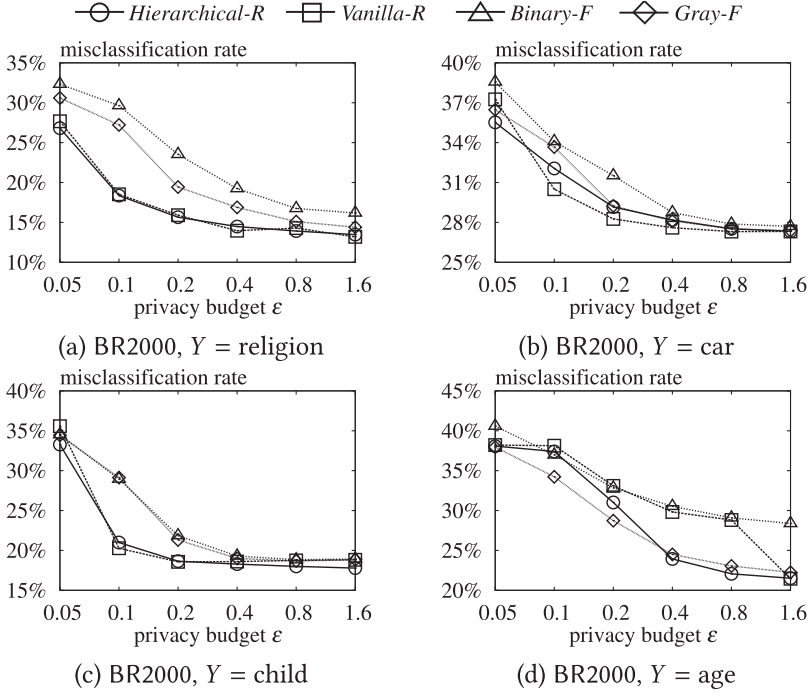 Hierarchical-R Vanilla-R Binary-F Gray-F
misclassification rate
35%
30%
25%
20%
15%
10%
0.05 0.1 0.2 0.4 0.8 1.6
privacy budget ε
(a) BR2000, Y = religion
misclassification rate
40%
37%
34%
31%
28%
25%
0.05 0.1 0.2 0.4 0.8 1.6
privacy budget ε
(b) BR2000, Y = car
misclassification rate
40%
35%
30%
25%
20%
15%
0.05 0.1 0.2 0.4 0.8 1.6
privacy budget ε
(c) BR2000, Y = child
misclassification rate
45%
40%
35%
30%
25%
20%
0.05 0.1 0.2 0.4 0.8 1.6
privacy budget ε
(d) BR2000, Y = age